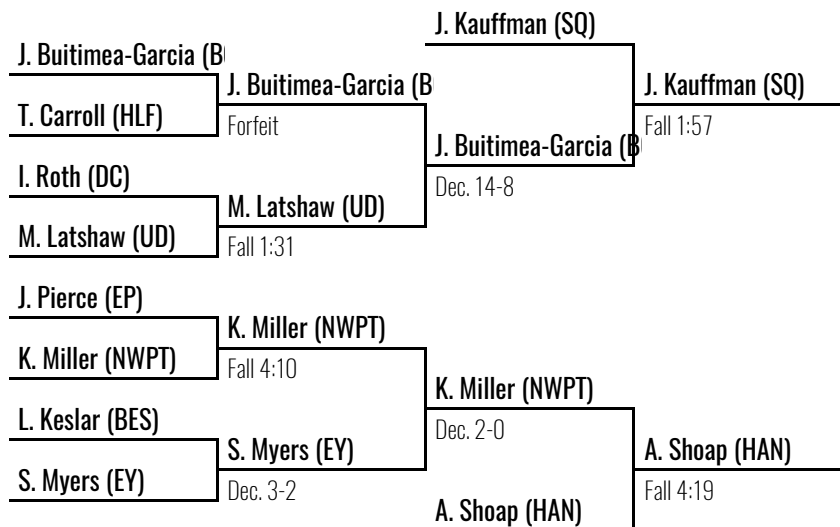 J. Kauffman (SQ)
J. Buitimea-Garcia (B
J. Buitimea-Garcia (B
J. Kauffman (SQ)
T. Carroll (HLF)
Forfeit
Fall 1:57
J. Buitimea-Garcia (B
I. Roth (DC)
Dec. 14-8
M. Latshaw (UD)
M. Latshaw (UD)
Fall 1:31
J. Pierce (EP)
K. Miller (NWPT)
K. Miller (NWPT)
Fall 4:10
K. Miller (NWPT)
L. Keslar (BES)
Dec. 2-0
S. Myers (EY)
A. Shoap (HAN)
S. Myers (EY)
Dec. 3-2
Fall 4:19
A. Shoap (HAN)